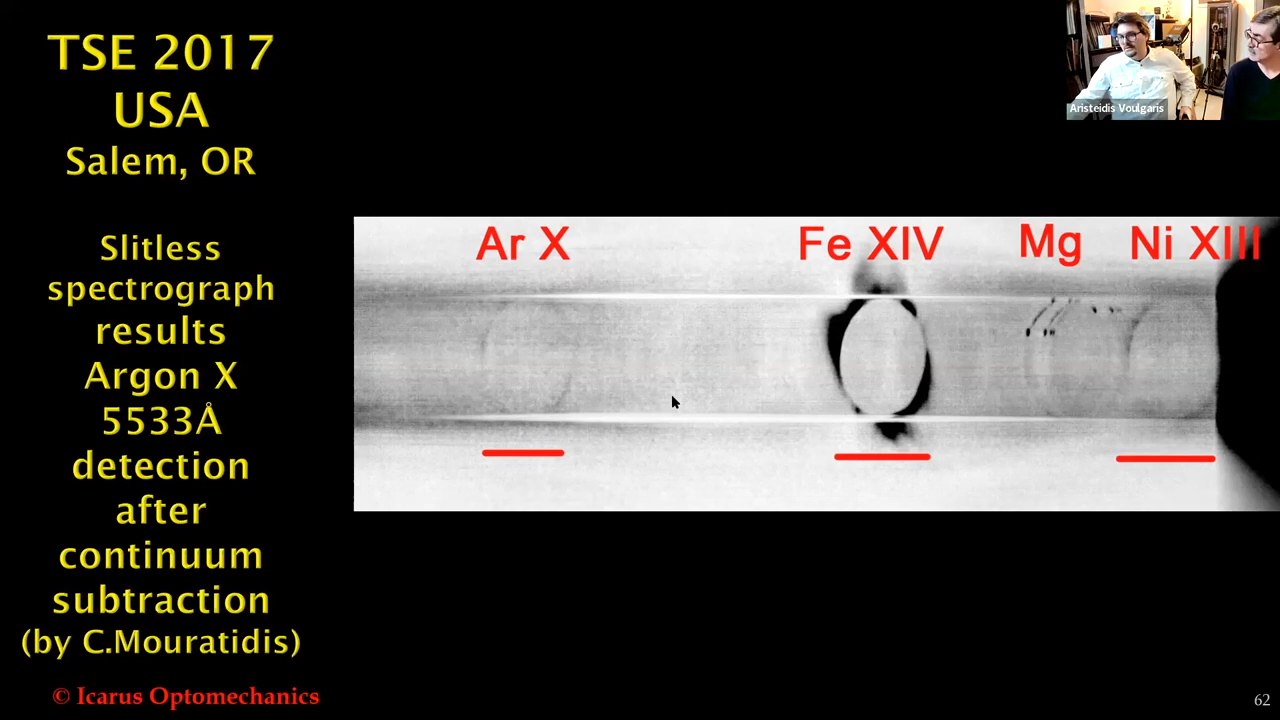 TSE 2017
USA
Salem, OR
Slitless
spectrograph
results
Argon X
5533Å
detection
after
continuum
subtraction
(by C.Mouratidis)
© Icarus Optomechanics
Ar X
Fe XIV
Mg
Ni XIII
Aristeidis Voulgaris
62